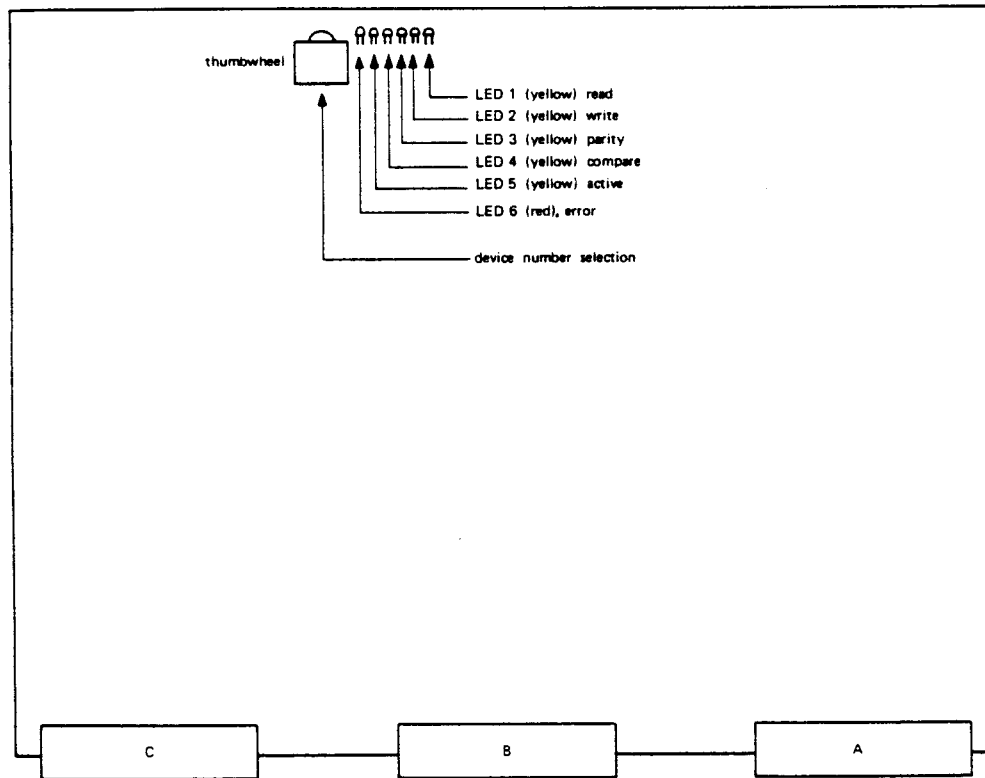 thumbwheel
LED 1 (yellow) read
LED 2 (yellow) write
LED 3 (yellow) parity
LED 4 (yellow) compare
LED 5 (yellow) active
LED 6 (red), error
device number selection
C
B
A